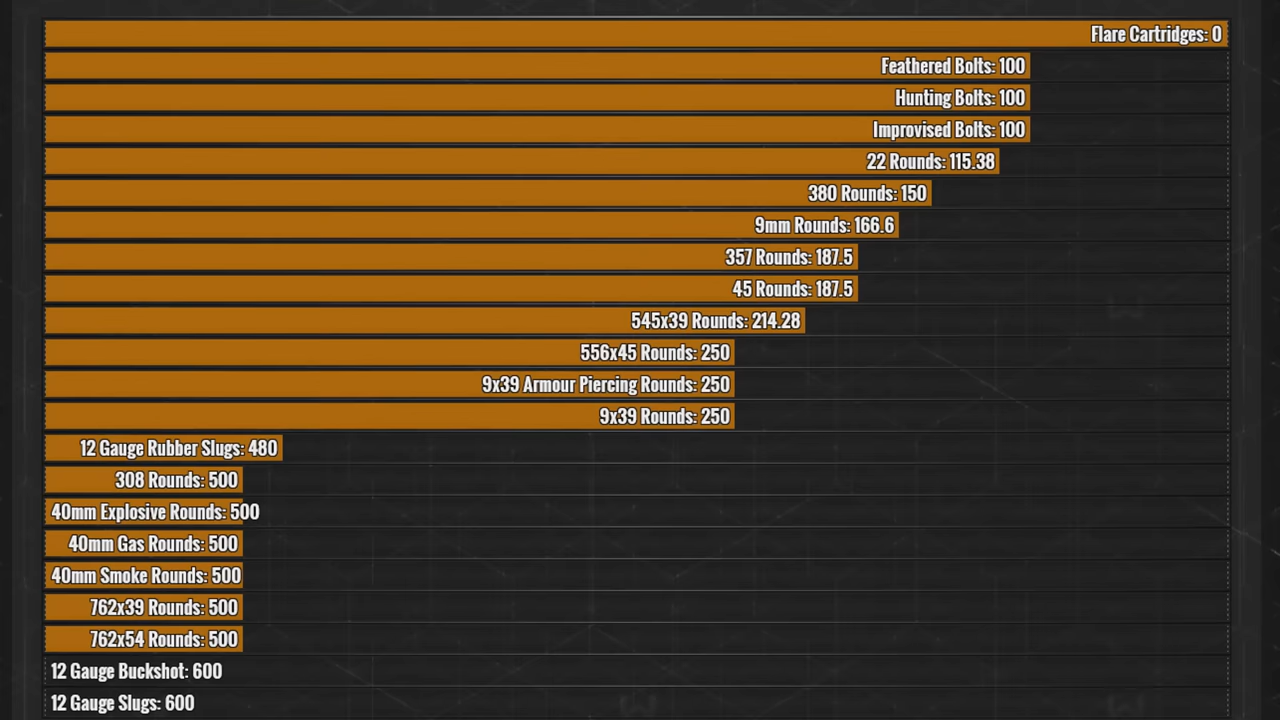 Flare Cartridges: 0
Feathered Bolts: 100
Hunting Bolts: 100
Improvised Bolts: 100
22 Rounds: 115.38
380 Rounds: 150
9mm Rounds: 166.6
357 Rounds: 187.5
45 Rounds: 187.5
545x39 Rounds: 214.28
556x45 Rounds: 250
9x39 Armour Piercing Rounds: 250
9x39 Rounds: 250
12 Gauge Rubber Slugs: 480
308 Rounds: 500
40mm Explosive Rounds: 500
40mm Gas Rounds: 500
40mm Smoke Rounds: 500
762x39 Rounds: 500
762x54 Rounds: 500
12 Gauge Buckshot: 600
12 Gauge Slugs: 600